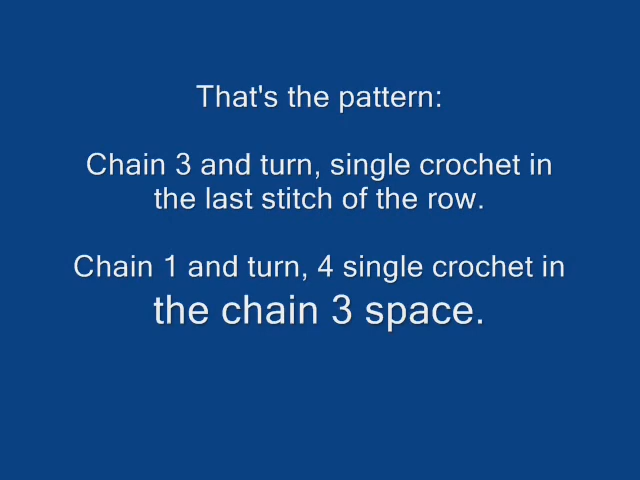 That's the pattern:
Chain 3 and turn, single crochet in
the last stitch of the row.
Chain 1 and turn, 4 single crochet in
the chain 3 space.